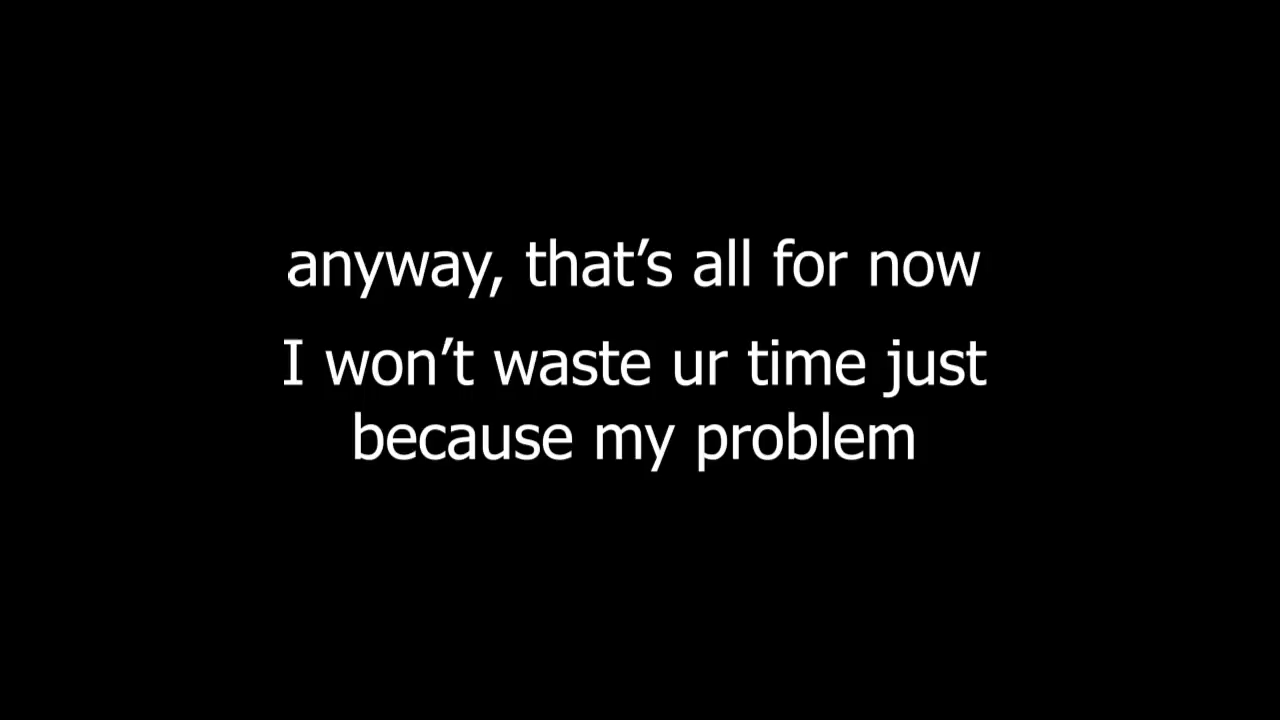 anyway, that’s all for now
I won’t waste ur time just
because my problem